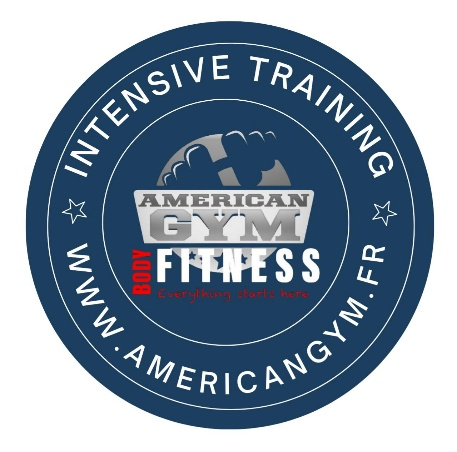 INTENSIVE TRAINING
AMERICAN
GYM
BODY
FITNESS
Everything starts here
WWW.AMERICANGYM.FR